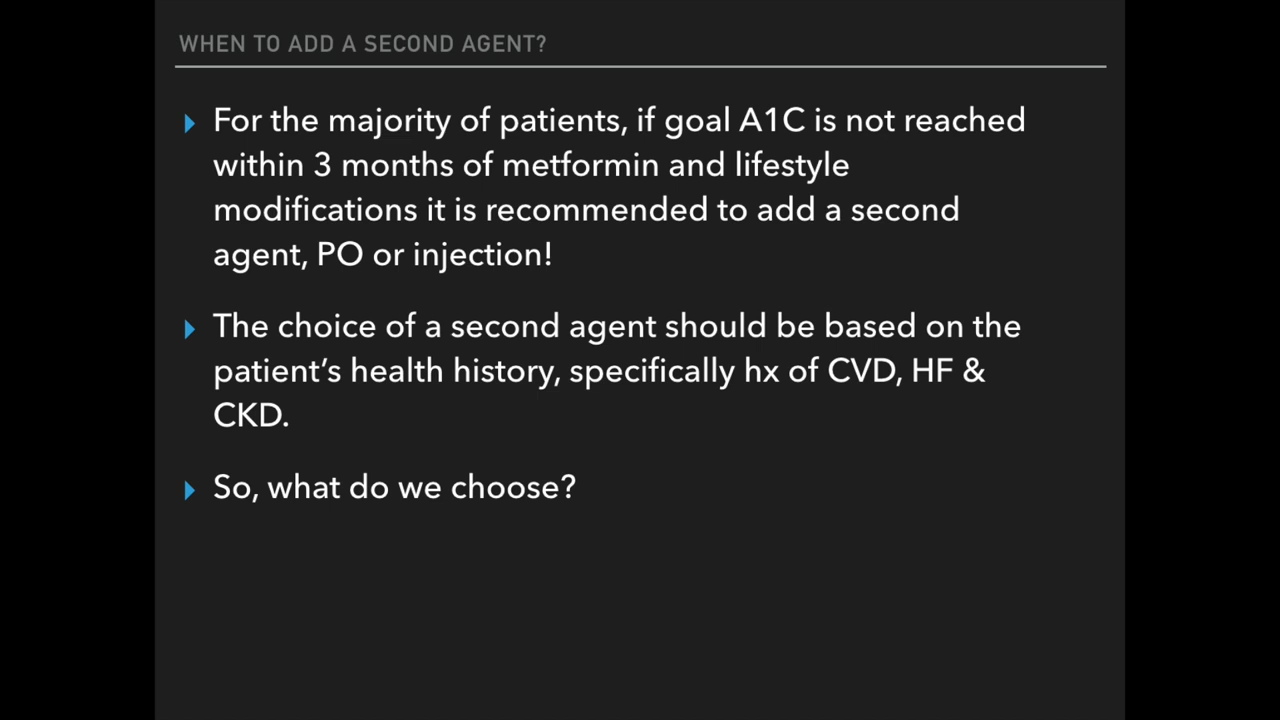 WHEN TO ADD A SECOND AGENT?
For the majority of patients, if goal A1C is not reached
within 3 months of metformin and lifestyle
modifications it is recommended to add a second
agent, PO or injection!
The choice of a second agent should be based on the
patient’s health history, specifically hx of CVD, HF &
CKD.
So, what do we choose?